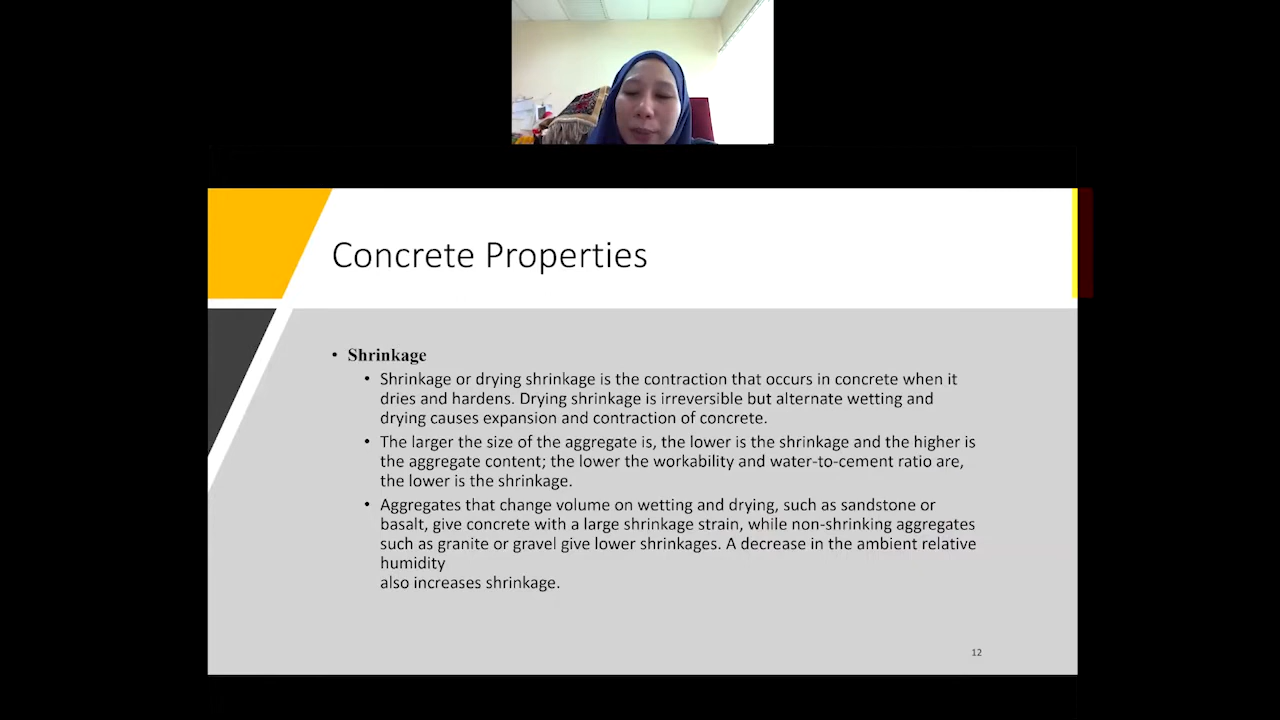 Concrete Properties
• Shrinkage
• Shrinkage or drying shrinkage is the contraction that occurs in concrete when it
dries and hardens. Drying shrinkage is irreversible but alternate wetting and
drying causes expansion and contraction of concrete.
• The larger the size of the aggregate is, the lower is the shrinkage and the higher is
the aggregate content; the lower the workability and water-to-cement ratio are,
the lower is the shrinkage.
• Aggregates that change volume on wetting and drying, such as sandstone or
basalt, give concrete with a large shrinkage strain, while non-shrinking aggregates
such as granite or gravel give lower shrinkages. A decrease in the ambient relative
humidity
also increases shrinkage.
12